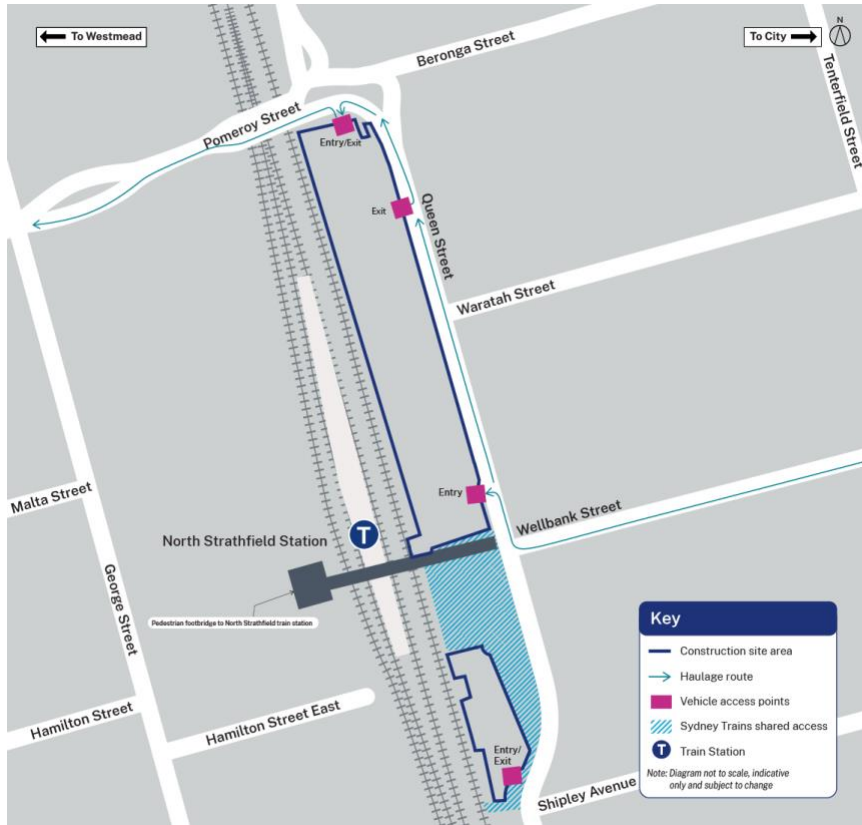 To Westmead
To City
N
Beronga Street
Tenterfield Street
Pomeroy Street
Entry/Exit
Exit
Queen Street
Waratah Street
Entry
Malta Street
Wellbank Street
North Strathfield Station
T
George Street
Pedestrian footbridge to North Strathfield train station
Hamilton Street
Hamilton Street East
Entry/
Exit
Shipley Avenue
Key
Construction site area
Haulage route
Vehicle access points
Sydney Trains shared access
T
Train Station
Note: Diagram not to scale, indicative
only and subject to change